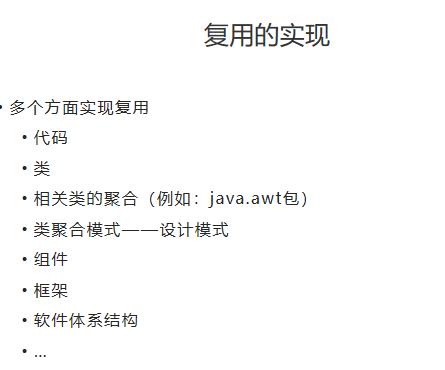 复用的实现
• 多个方面实现复用
• 代码
• 类
• 相关类的聚合（例如：java.awt包）
• 类聚合模式——设计模式
• 组件
• 框架
• 软件体系结构
• ...